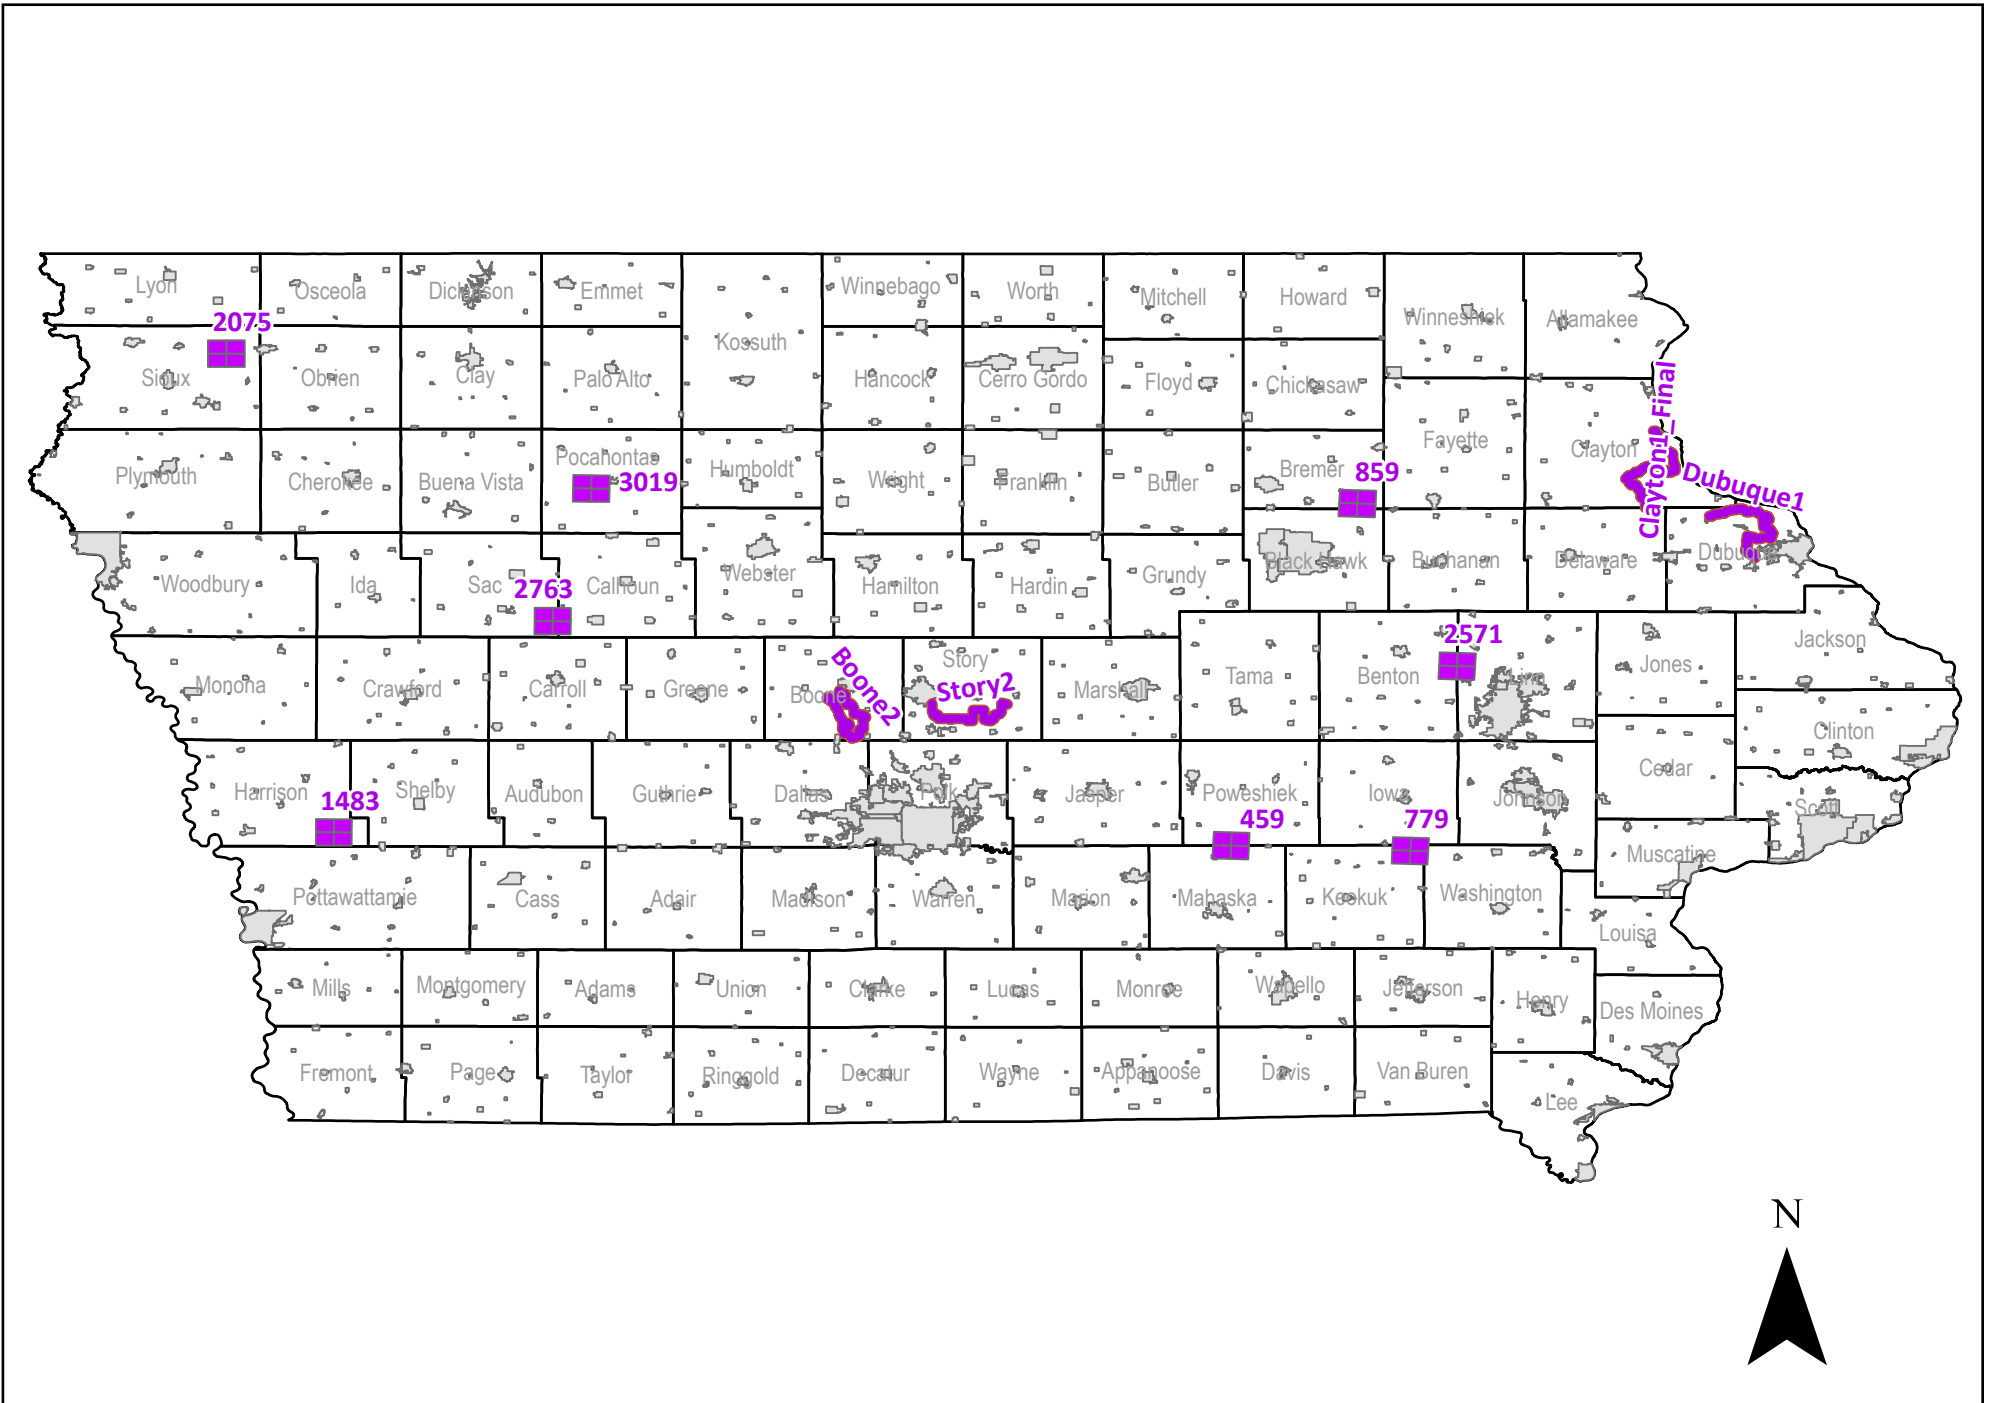 Lyon
Osceola
Dickinson
Emmet
Winnebago
Worth
Mitchell
Howard
Winneshiek
Allamakee
2075
Kossuth
Sioux
Obrien
Clay
Palo Alto
Hancock
Cerro Gordo
Floyd
Chickasaw
Clayton1_Final
Plymouth
Cherokee
Buena Vista
Pocahontas
3019
Humboldt
Wright
Franklin
Butler
Bremer
859
Fayette
Clayton
Dubuque1
Woodbury
Ida
Sac
2763
Calhoun
Webster
Hamilton
Hardin
Grundy
Black Hawk
Buchanan
Delaware
Dubuque
Monona
Crawford
Carroll
Greene
Boone
Boone2
Story
Story2
Marshall
Tama
Benton
2571
Linn
Jones
Jackson
Clinton
Harrison
1483
Shelby
Audubon
Guthrie
Dallas
Polk
Jasper
Poweshiek
459
Iowa
779
Johnson
Cedar
Scott
Muscatine
Pottawattamie
Cass
Adair
Madison
Warren
Marion
Mahaska
Keokuk
Washington
Louisa
Mills
Montgomery
Adams
Union
Clarke
Lucas
Monroe
Wapello
Jefferson
Henry
Des Moines
Fremont
Page
Taylor
Ringgold
Decatur
Wayne
Appanoose
Davis
Van Buren
Lee
N